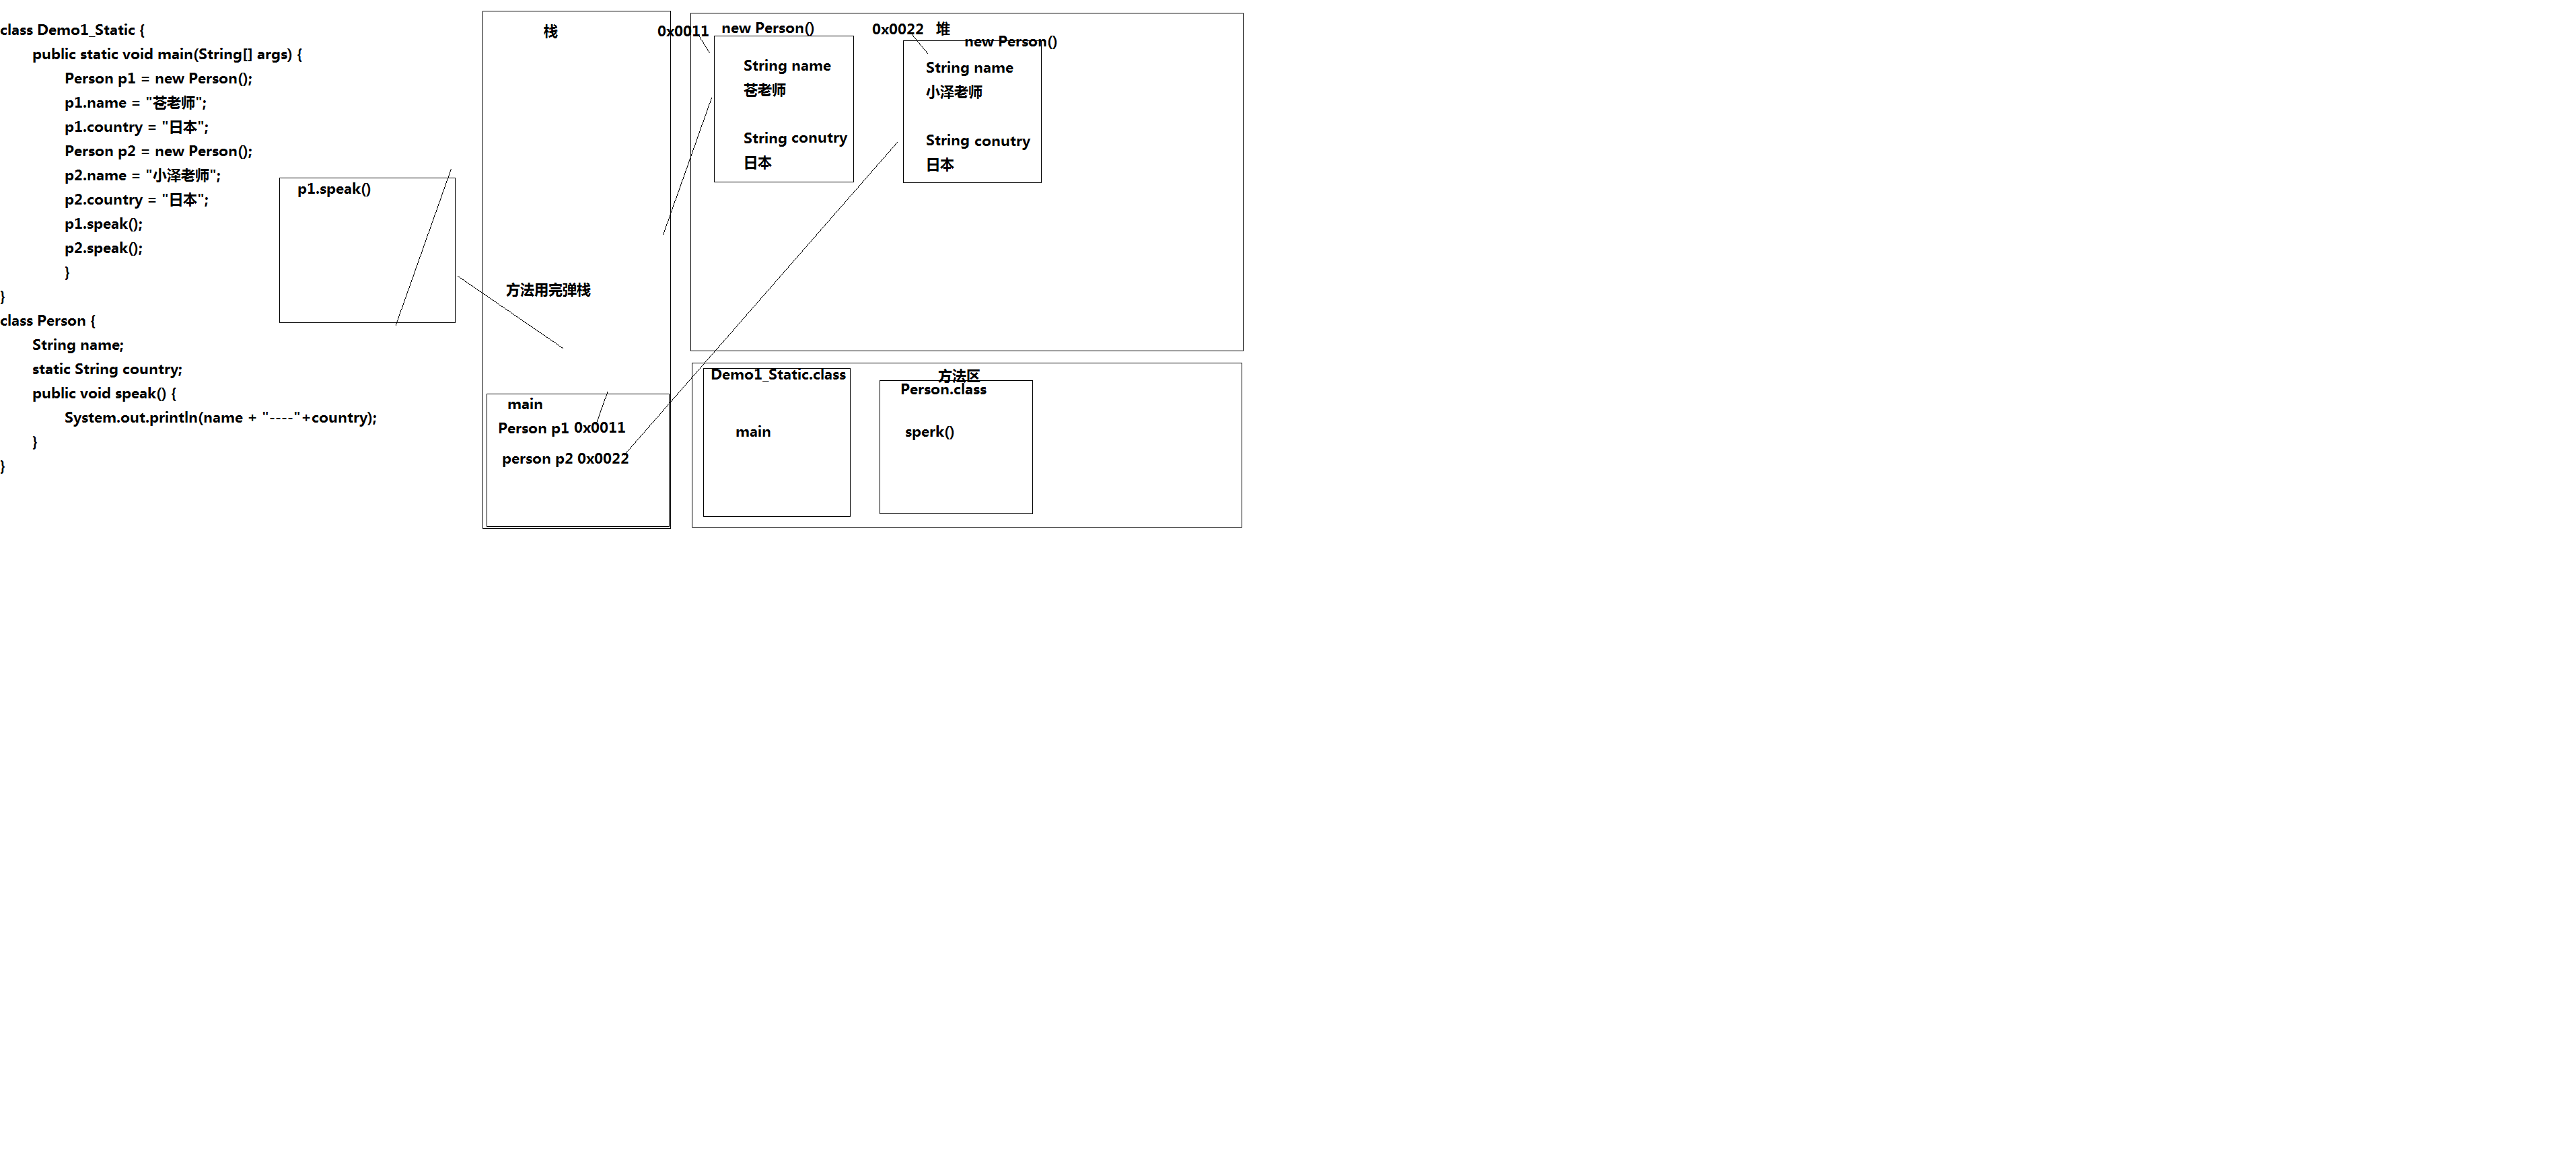 class Demo1_Static {
public static void main(String[] args) {
Person p1 = new Person();
p1.name = "苍老师";
p1.country = "日本";
Person p2 = new Person();
p2.name = "小泽老师";
p2.country = "日本";
p1.speak();
p2.speak();
}
}
class Person {
String name;
static String country;
public void speak() {
System.out.println(name + "----"+country);
}
}
p1.speak()
栈
方法用完弹栈
main
Person p1 0x0011
person p2 0x0022
0x0011
new Person()
String name
苍老师
String conutry
日本
0x0022
堆
new Person()
String name
小泽老师
String conutry
日本
方法区
Demo1_Static.class
main
Person.class
sperk()